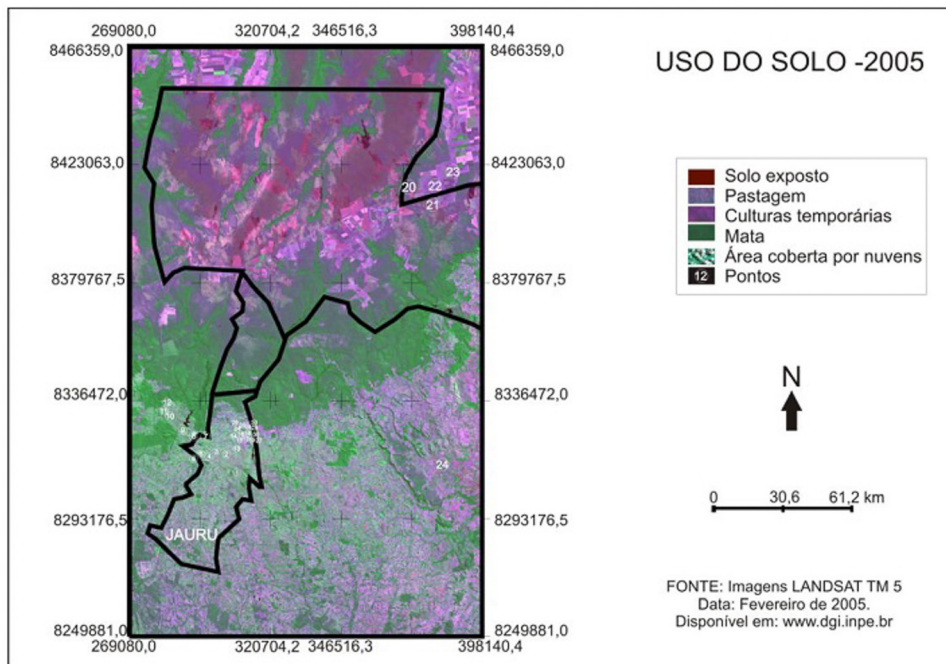 269080,0 320704,2 346516,3 398140,4
8466359,0 8466359,0
USO DO SOLO -2005
8423063,0 8423063,0
20 22 23
21
Solo exposto
Pastagem
Culturas temporárias
Mata
Área coberta por nuvens
12 Pontos
8379767,5 8379767,5
8336472,0 8336472,0
N
24
0 30,6 61,2 km
8293176,5 8293176,5
JAURU
FONTE: Imagens LANDSAT TM 5
Data: Fevereiro de 2005.
Disponível em: www.dgi.inpe.br
8249881,0 8249881,0
269080,0 320704,2 346516,3 398140,4